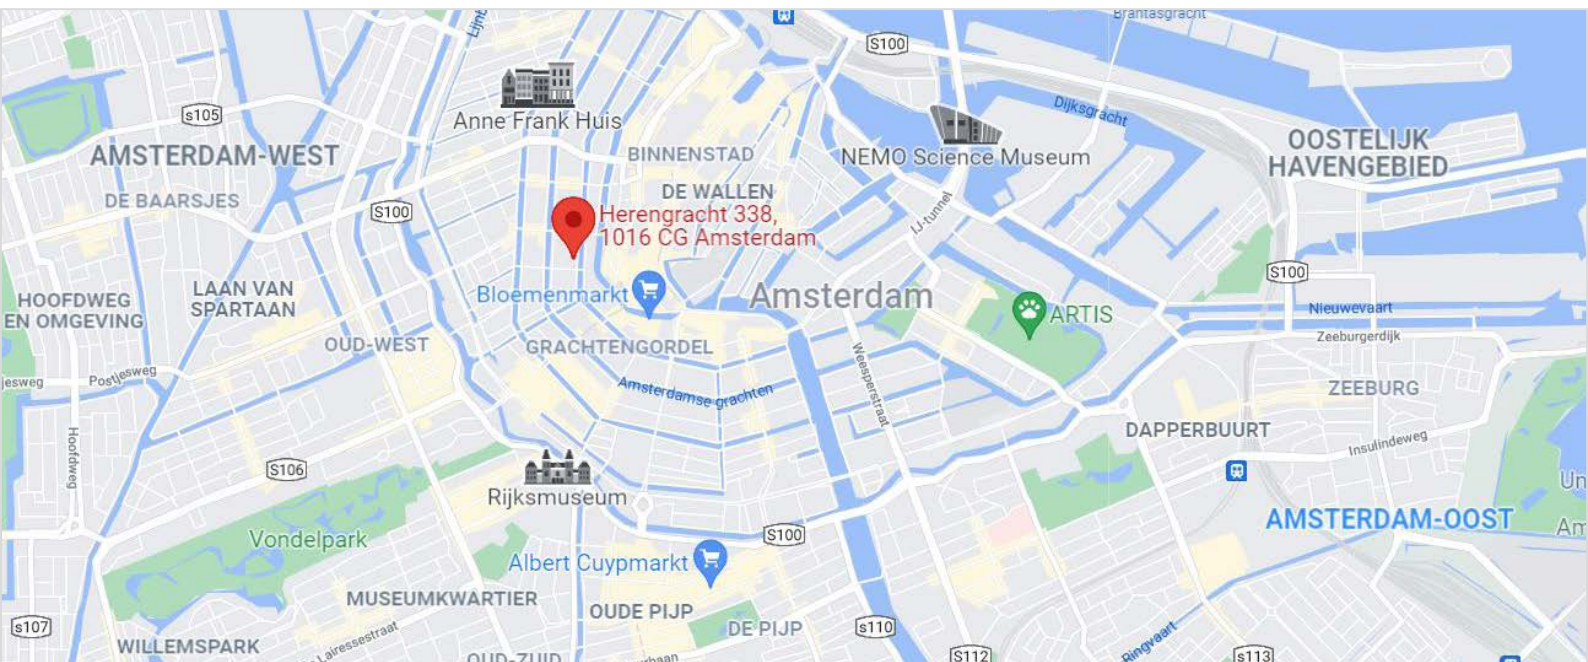 Brantasgracht
S100
Lijnb
Dijksgracht
Anne Frank Huis
s105
OOSTELIJK
HAVENGEBIED
AMSTERDAM-WEST
BINNENSTAD
NEMO Science Museum
DE BAARSJES
DE WALLEN
S100
Herengracht 338,
1016 CG Amsterdam
IJ-tunnel
S100
LAAN VAN
SPARTAAN
HOOFDWEG
EN OMGEVING
Bloemenmarkt
Amsterdam
ARTIS
Nieuwevaart
Zeeburgerdijk
OUD-WEST
GRACHTENGORDEL
jesweg
Postjesweg
Amsterdamse grachten
Weesperstraat
ZEEBURG
DAPPERBUURT
Insulindeweg
Hoofdweg
S106
Rijksmuseum
Un
AMSTERDAM-OOST
Am
Vondelpark
S100
Albert Cuypmarkt
MUSEUMKWARTIER
OUDE PIJP
DE PIJP
s107
s110
WILLEMSPARK
Lairessestraat
OUD-ZUID
rbaan
S112
Ringvaart
s113